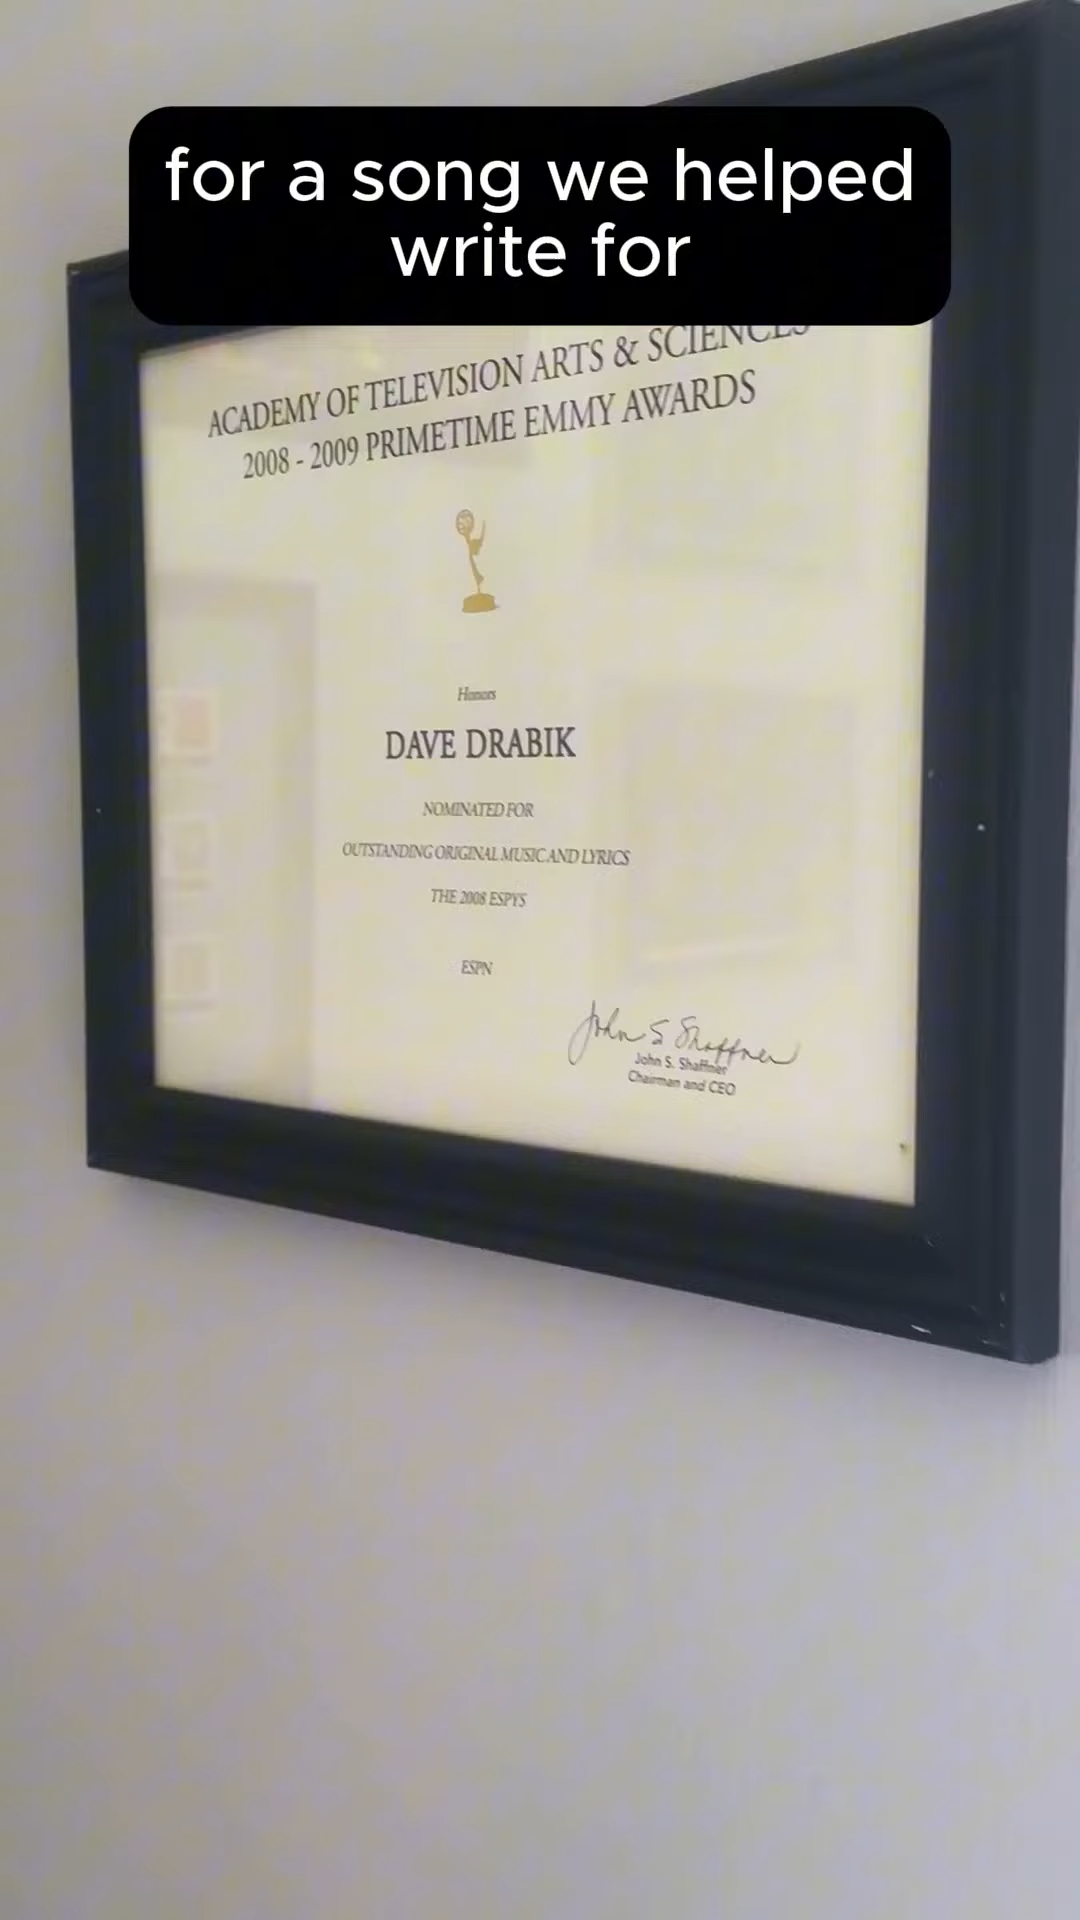 for a song we helped
write for
ACADEMY OF TELEVISION ARTS & SCIENCES
2008 - 2009 PRIMETIME EMMY AWARDS
Honors
DAVE DRABIK
NOMINATED FOR
OUTSTANDING ORIGINAL MUSIC AND LYRICS
THE 2008 ESPYS
ESPN
John S Shaffner
John S. Shaffner
Chairman and CEO